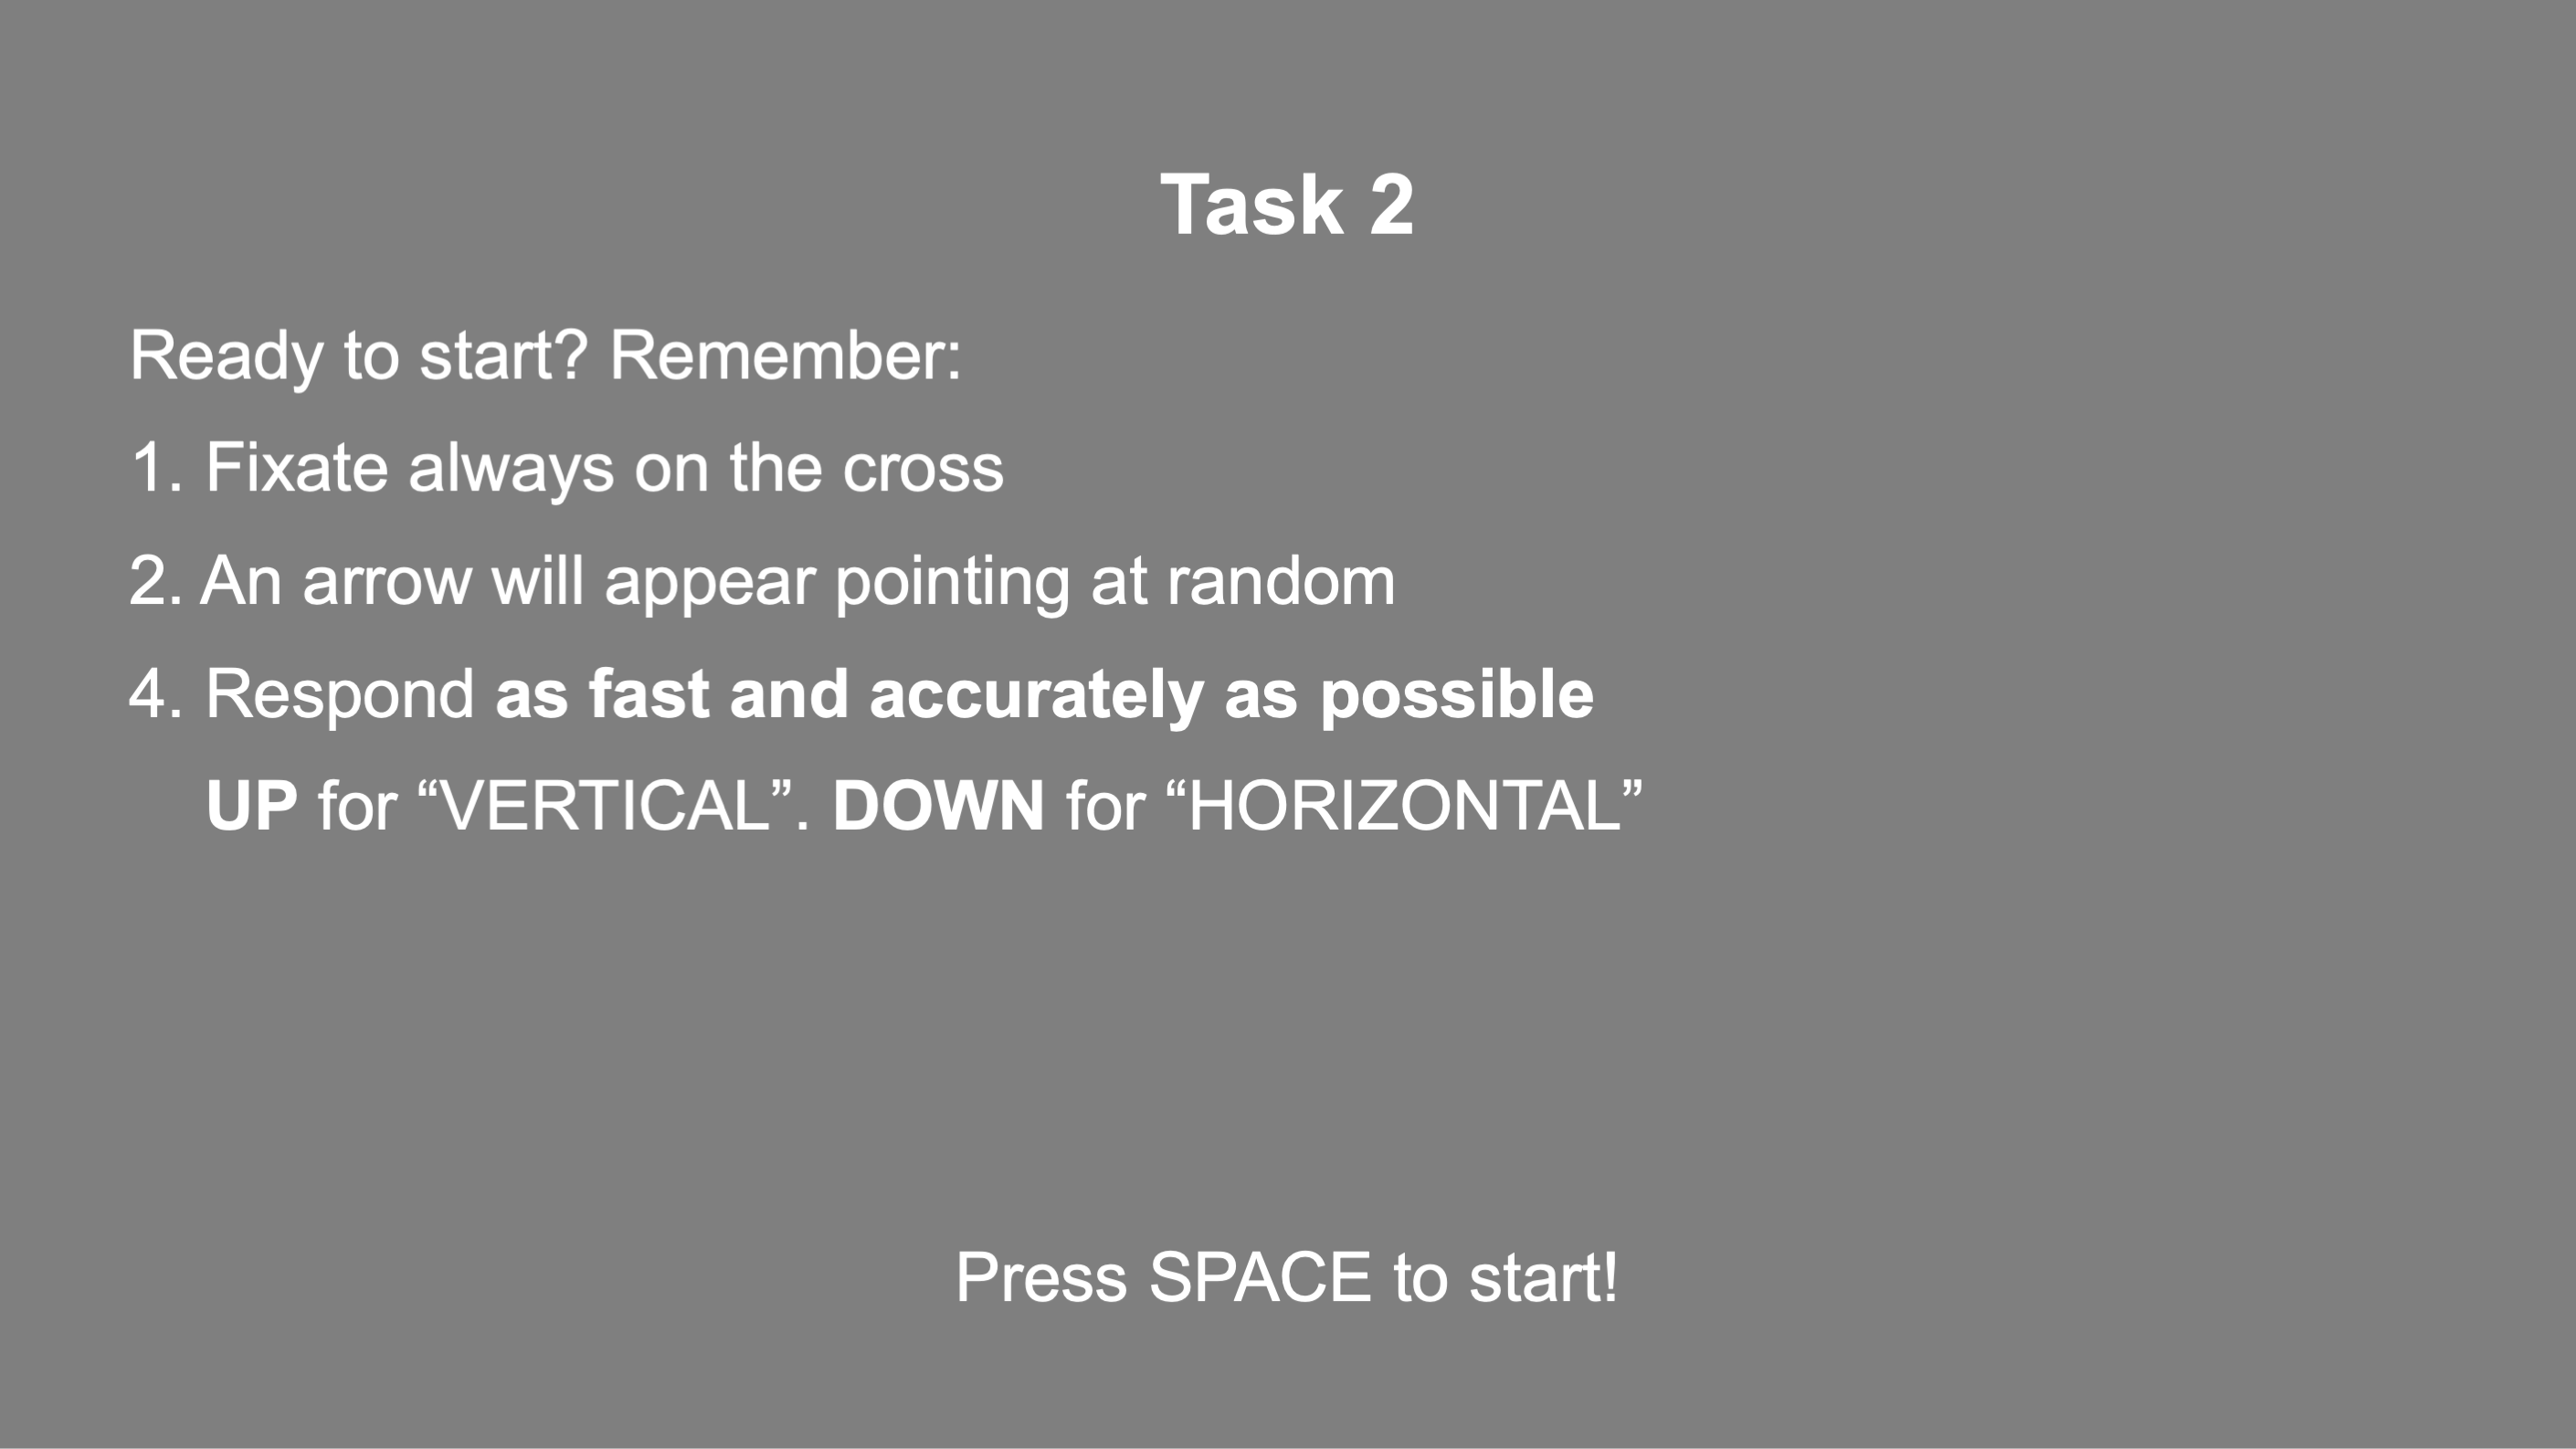 Task 2
Ready to start? Remember:
1. Fixate always on the cross
2. An arrow will appear pointing at random
4. Respond as fast and accurately as possible
UP for “VERTICAL”. DOWN for “HORIZONTAL”
Press SPACE to start!